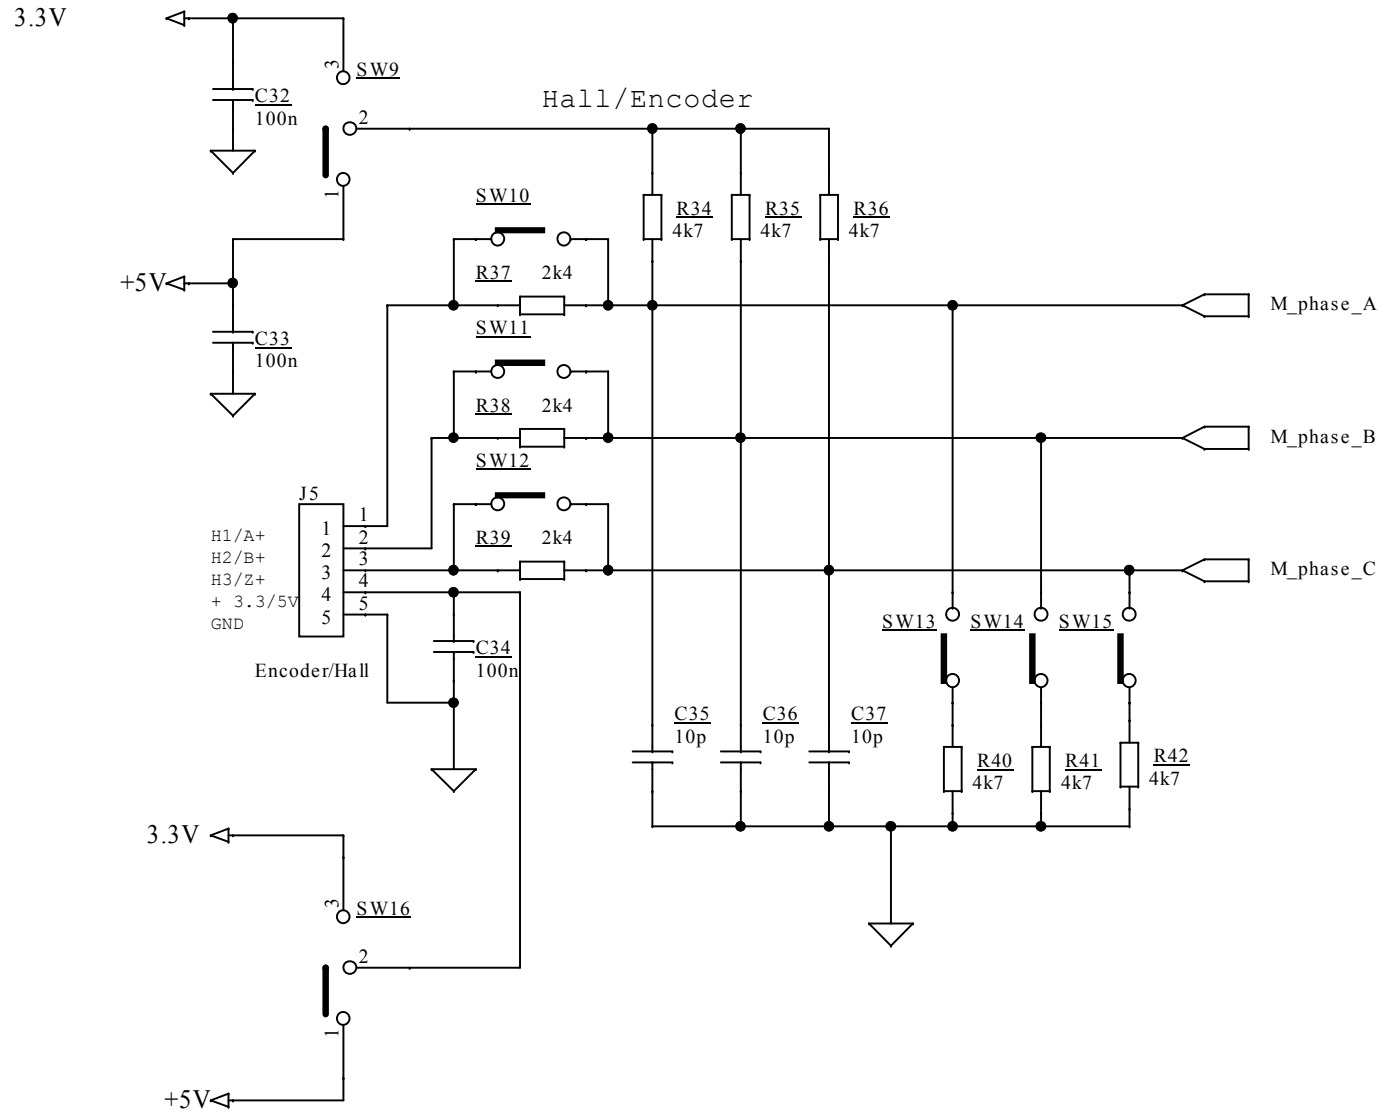 3.3V
3
SW9
C32
100n
Hall/Encoder
2
1
SW10
R34
4k7
R35
4k7
R36
4k7
R37 2k4
+5V
M_phase_A
SW11
C33
100n
R38 2k4
M_phase_B
SW12
J5
1
1
2
2
3
3
4
4
5
5
H1/A+
H2/B+
H3/Z+
+ 3.3/5V
GND
R39 2k4
M_phase_C
SW13
SW14
SW15
Encoder/Hall
C34
100n
C35
10p
C36
10p
C37
10p
R40
4k7
R41
4k7
R42
4k7
3.3V
3
SW16
2
1
+5V